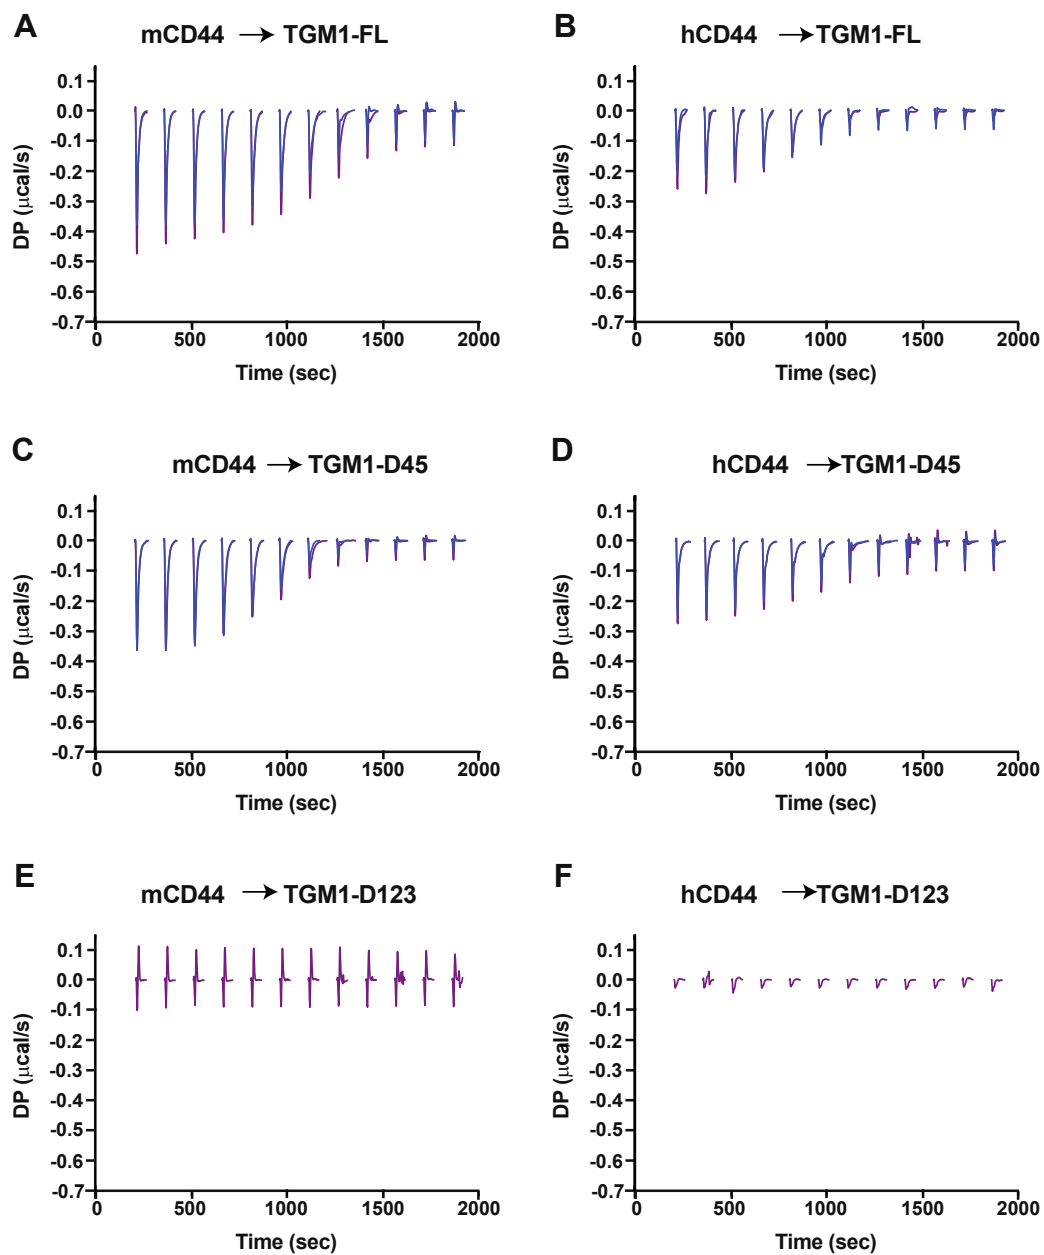 A
mCD44 → TGM1-FL
0.1
0.0
-0.1
-0.2
-0.3
-0.4
-0.5
-0.6
-0.7
DP (μcal/s)
0 500 1000 1500 2000
Time (sec)
B
hCD44 → TGM1-FL
0.1
0.0
-0.1
-0.2
-0.3
-0.4
-0.5
-0.6
-0.7
DP (μcal/s)
0 500 1000 1500 2000
Time (sec)
C
mCD44 → TGM1-D45
0.1
0.0
-0.1
-0.2
-0.3
-0.4
-0.5
-0.6
-0.7
DP (μcal/s)
0 500 1000 1500 2000
Time (sec)
D
hCD44 → TGM1-D45
0.1
0.0
-0.1
-0.2
-0.3
-0.4
-0.5
-0.6
-0.7
DP (μcal/s)
0 500 1000 1500 2000
Time (sec)
E
mCD44 → TGM1-D123
0.1
0.0
-0.1
-0.2
-0.3
-0.4
-0.5
-0.6
-0.7
DP (μcal/s)
0 500 1000 1500 2000
Time (sec)
F
hCD44 → TGM1-D123
0.1
0.0
-0.1
-0.2
-0.3
-0.4
-0.5
-0.6
-0.7
DP (μcal/s)
0 500 1000 1500 2000
Time (sec)